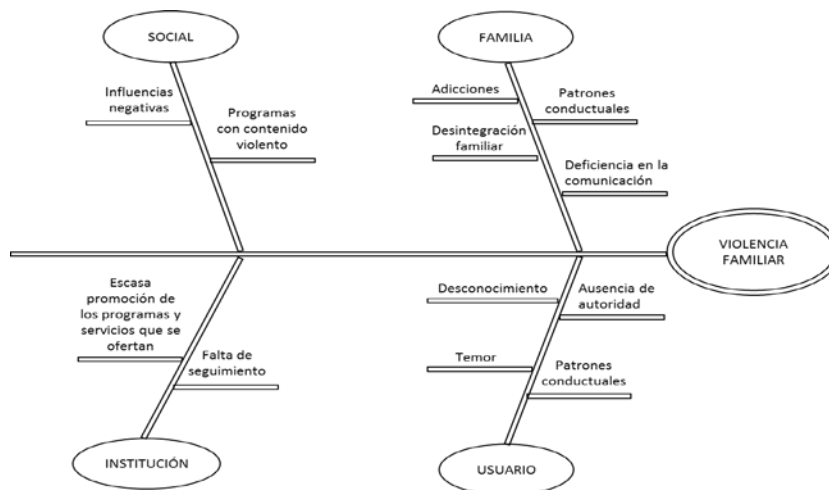 SOCIAL
FAMILIA
Influencias
negativas
Programas
con contenido
violento
Adicciones
Patrones
conductuales
Desintegración
familiar
Deficiencia en la
comunicación
VIOLENCIA
FAMILIAR
Escasa
promoción de
los programas y
servicios que se
ofertan
Falta de
seguimiento
Desconocimiento
Ausencia de
autoridad
Temor
Patrones
conductuales
INSTITUCIÓN
USUARIO